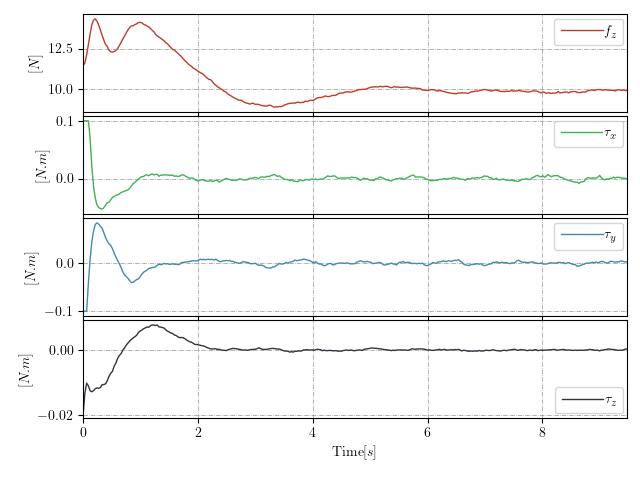 12.5
10.0
[N]
f_z
0.1
0.0
[N.m]
τ_x
0.0
−0.1
[N.m]
τ_y
0.00
−0.02
[N.m]
τ_z
0 2 4 6 8
Time[s]